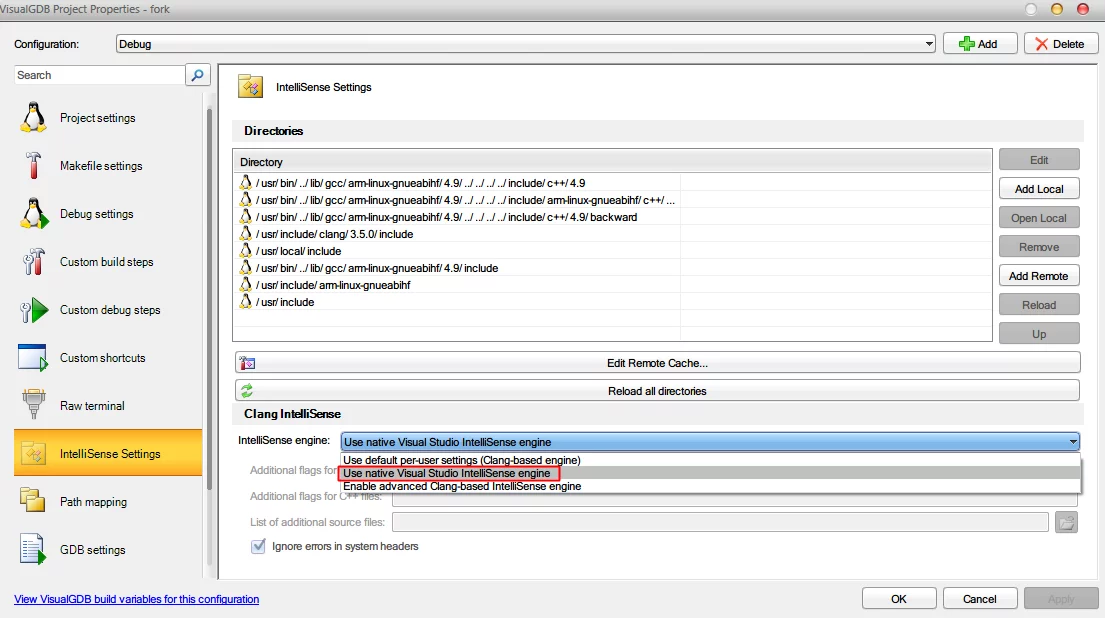 VisualGDB Project Properties - fork
Configuration:
Debug
Add
Delete
Search
Project settings
Makefile settings
Debug settings
Custom build steps
Custom debug steps
Custom shortcuts
Raw terminal
IntelliSense Settings
Path mapping
GDB settings
IntelliSense Settings
Directories
Directory
/usr/bin/../lib/gcc/arm-linux-gnueabihf/4.9/../../../../include/c++/4.9
/usr/bin/../lib/gcc/arm-linux-gnueabihf/4.9/../../../../include/arm-linux-gnueabihf/c++/...
/usr/bin/../lib/gcc/arm-linux-gnueabihf/4.9/../../../../include/c++/4.9/backward
/usr/include/clang/3.5.0/include
/usr/local/include
/usr/bin/../lib/gcc/arm-linux-gnueabihf/4.9/include
/usr/include/arm-linux-gnueabihf
/usr/include
Edit
Add Local
Open Local
Remove
Add Remote
Reload
Up
Edit Remote Cache...
Reload all directories
Clang IntelliSense
IntelliSense engine:
Use native Visual Studio IntelliSense engine
Use default per-user settings (Clang-based engine)
Use native Visual Studio IntelliSense engine
Enable advanced Clang-based IntelliSense engine
Additional flags for
Additional flags for C++ files:
List of additional source files:
Ignore errors in system headers
View VisualGDB build variables for this configuration
OK
Cancel
Apply